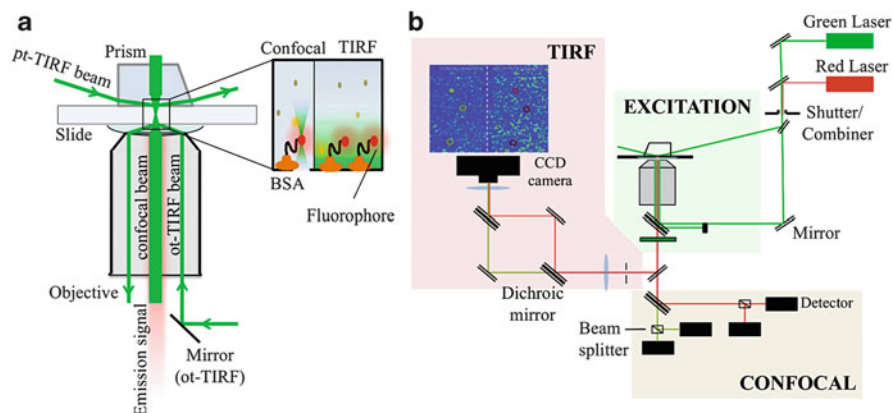 a
Prism
pt-TIRF beam
Confocal TIRF
Slide
BSA
Fluorophore
confocal beam
ot-TIRF beam
Objective
Emission signal
Mirror
(ot-TIRF)
b
TIRF
CCD
camera
Dichroic
mirror
EXCITATION
Green Laser
Red Laser
Shutter/
Combiner
Mirror
Detector
Beam
splitter
CONFOCAL